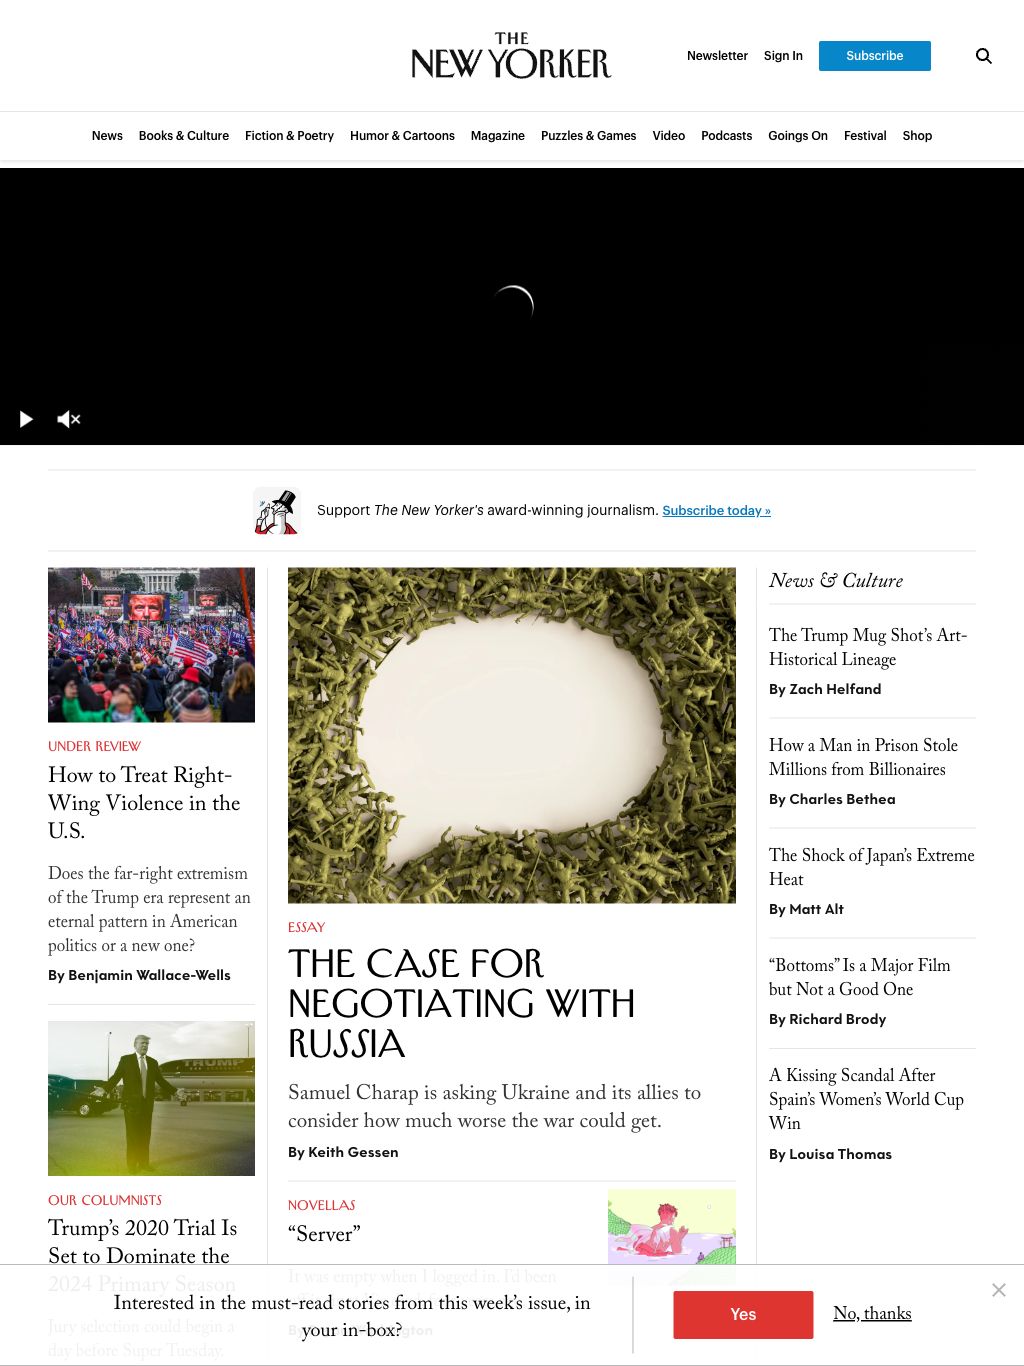 THE
NEW YORKER
Newsletter Sign In Subscribe
News Books & Culture Fiction & Poetry Humor & Cartoons Magazine Puzzles & Games Video Podcasts Goings On Festival Shop
Support The New Yorker's award-winning journalism. Subscribe today »
UNDER REVIEW
How to Treat Right-
Wing Violence in the
U.S.
Does the far-right extremism
of the Trump era represent an
eternal pattern in American
politics or a new one?
By Benjamin Wallace-Wells
TRUMP
OUR COLUMNISTS
Trump's 2020 Trial Is
Set to Dominate the
2024 Primary Season
Jury selection could begin a
day before Super Tuesday.
ESSAY
THE CASE FOR
NEGOTIATING WITH
RUSSIA
Samuel Charap is asking Ukraine and its allies to
consider how much worse the war could get.
By Keith Gessen
NOVELLAS
“Server”
It was empty when I logged in. I'd been
News & Culture
The Trump Mug Shot's Art-
Historical Lineage
By Zach Helfand
How a Man in Prison Stole
Millions from Billionaires
By Charles Bethea
The Shock of Japan's Extreme
Heat
By Matt Alt
“Bottoms” Is a Major Film
but Not a Good One
By Richard Brody
A Kissing Scandal After
Spain's Women's World Cup
Win
By Louisa Thomas
Interested in the must-read stories from this week's issue, in
your in-box?
Yes
No, thanks